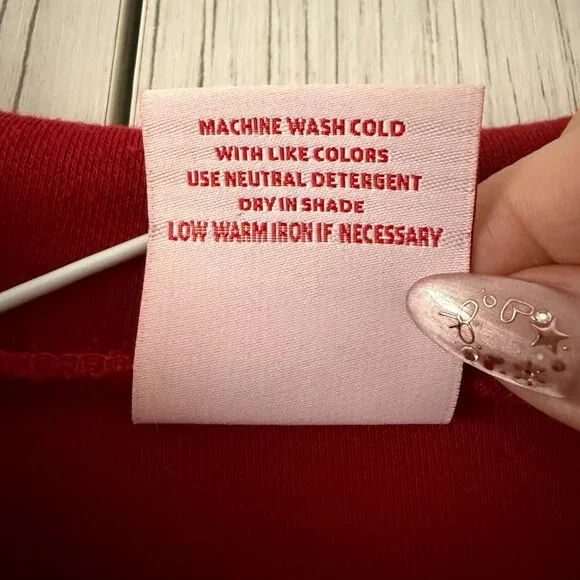 MACHINE WASH COLD
WITH LIKE COLORS
USE NEUTRAL DETERGENT
DRY IN SHADE
LOW WARM IRON IF NECESSARY